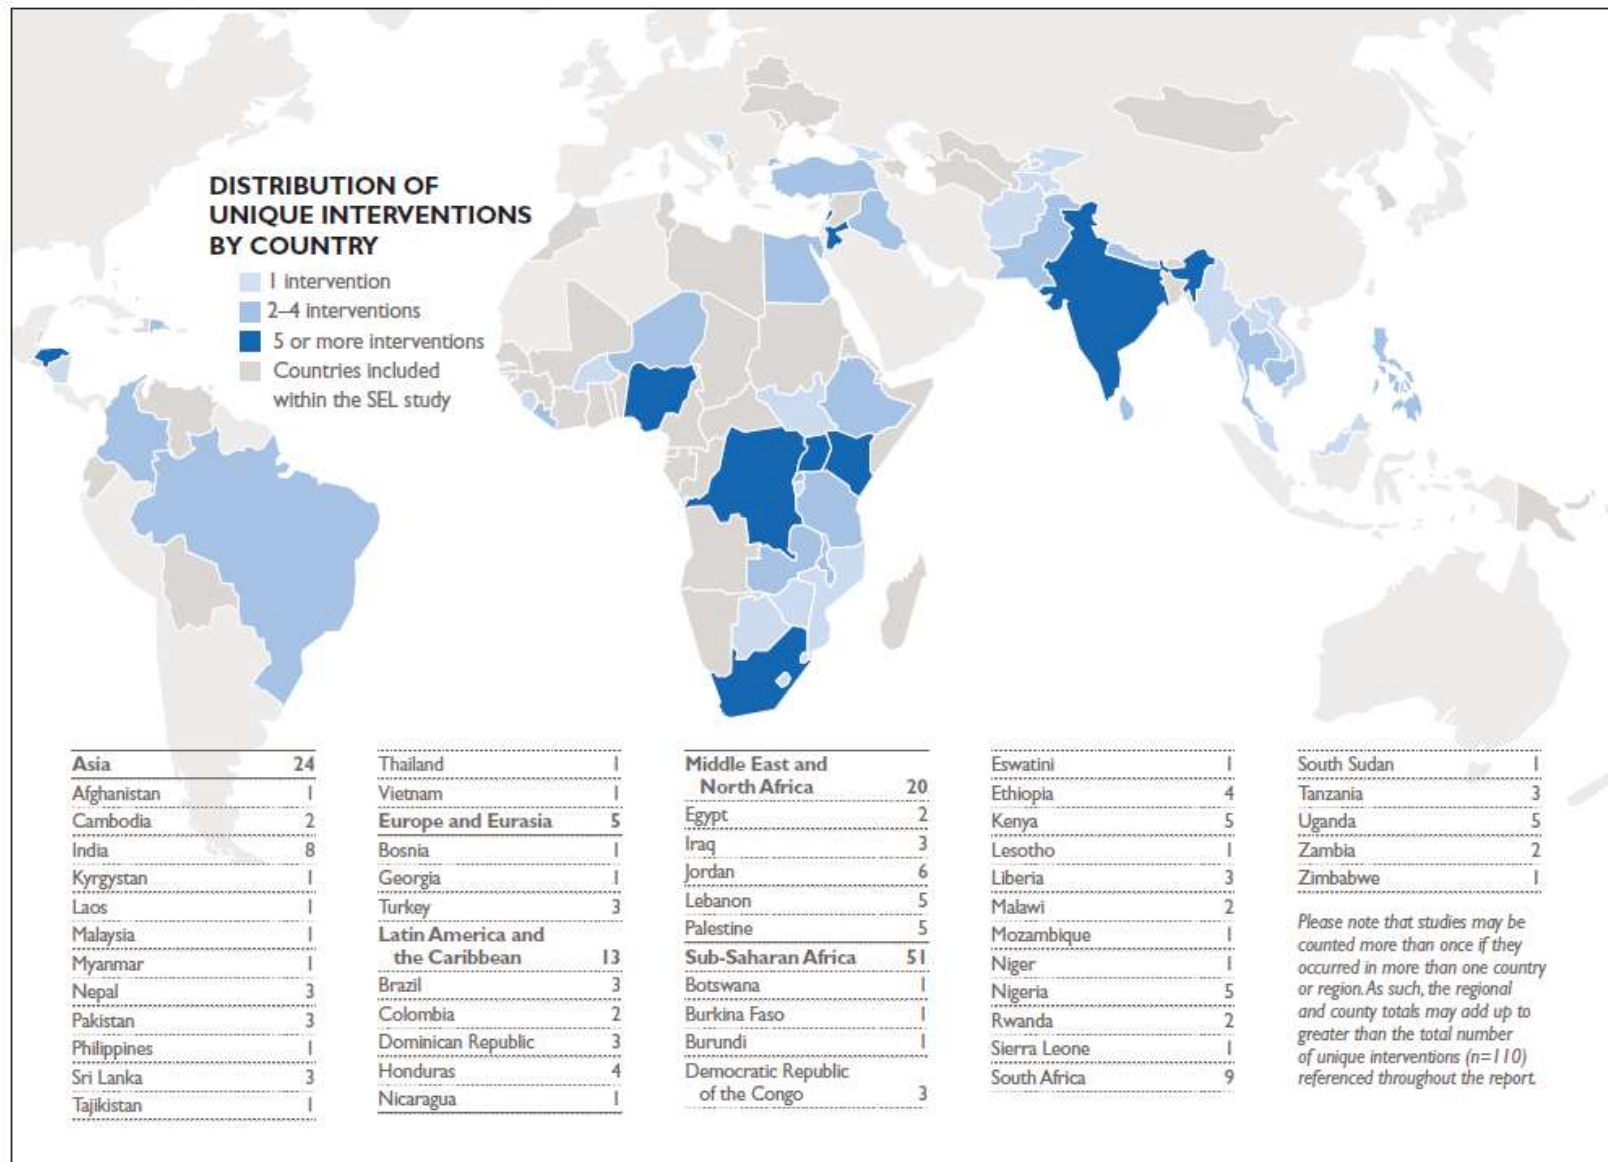 DISTRIBUTION OF
UNIQUE INTERVENTIONS
BY COUNTRY
1 intervention
2–4 interventions
5 or more interventions
Countries included
within the SEL study
Asia 24
Afghanistan 1
Cambodia 2
India 8
Kyrgystan 1
Laos 1
Malaysia 1
Myanmar 1
Nepal 3
Pakistan 3
Philippines 1
Sri Lanka 3
Tajikistan 1
Thailand 1
Vietnam 1
Europe and Eurasia 5
Bosnia 1
Georgia 1
Turkey 3
Latin America and
the Caribbean 13
Brazil 3
Colombia 2
Dominican Republic 3
Honduras 4
Nicaragua 1
Middle East and
North Africa 20
Egypt 2
Iraq 3
Jordan 6
Lebanon 5
Palestine 5
Sub-Saharan Africa 51
Botswana 1
Burkina Faso 1
Burundi 1
Democratic Republic
of the Congo 3
Eswatini 1
Ethiopia 4
Kenya 5
Lesotho 1
Liberia 3
Malawi 2
Mozambique 1
Niger 1
Nigeria 5
Rwanda 2
Sierra Leone 1
South Africa 9
South Sudan 1
Tanzania 3
Uganda 5
Zambia 2
Zimbabwe 1
Please note that studies may be
counted more than once if they
occurred in more than one country
or region. As such, the regional
and county totals may add up to
greater than the total number
of unique interventions (n=110)
referenced throughout the report.